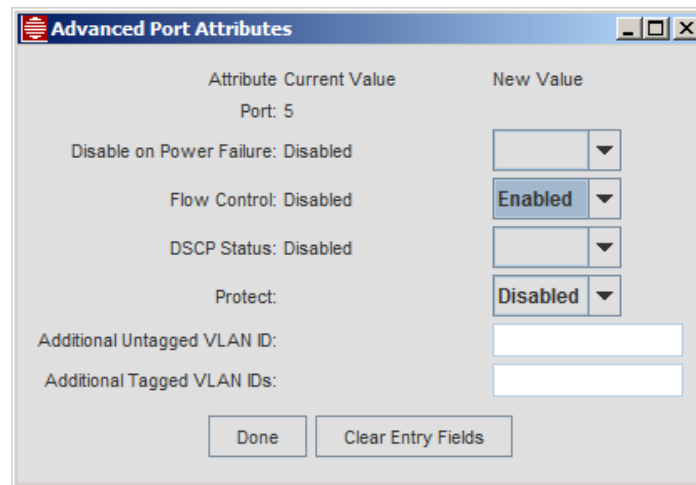 Advanced Port Attributes
Attribute Current Value New Value
Port: 5
Disable on Power Failure: Disabled
Flow Control: Disabled Enabled
DSCP Status: Disabled
Protect: Disabled
Additional Untagged VLAN ID:
Additional Tagged VLAN IDs:
Done Clear Entry Fields